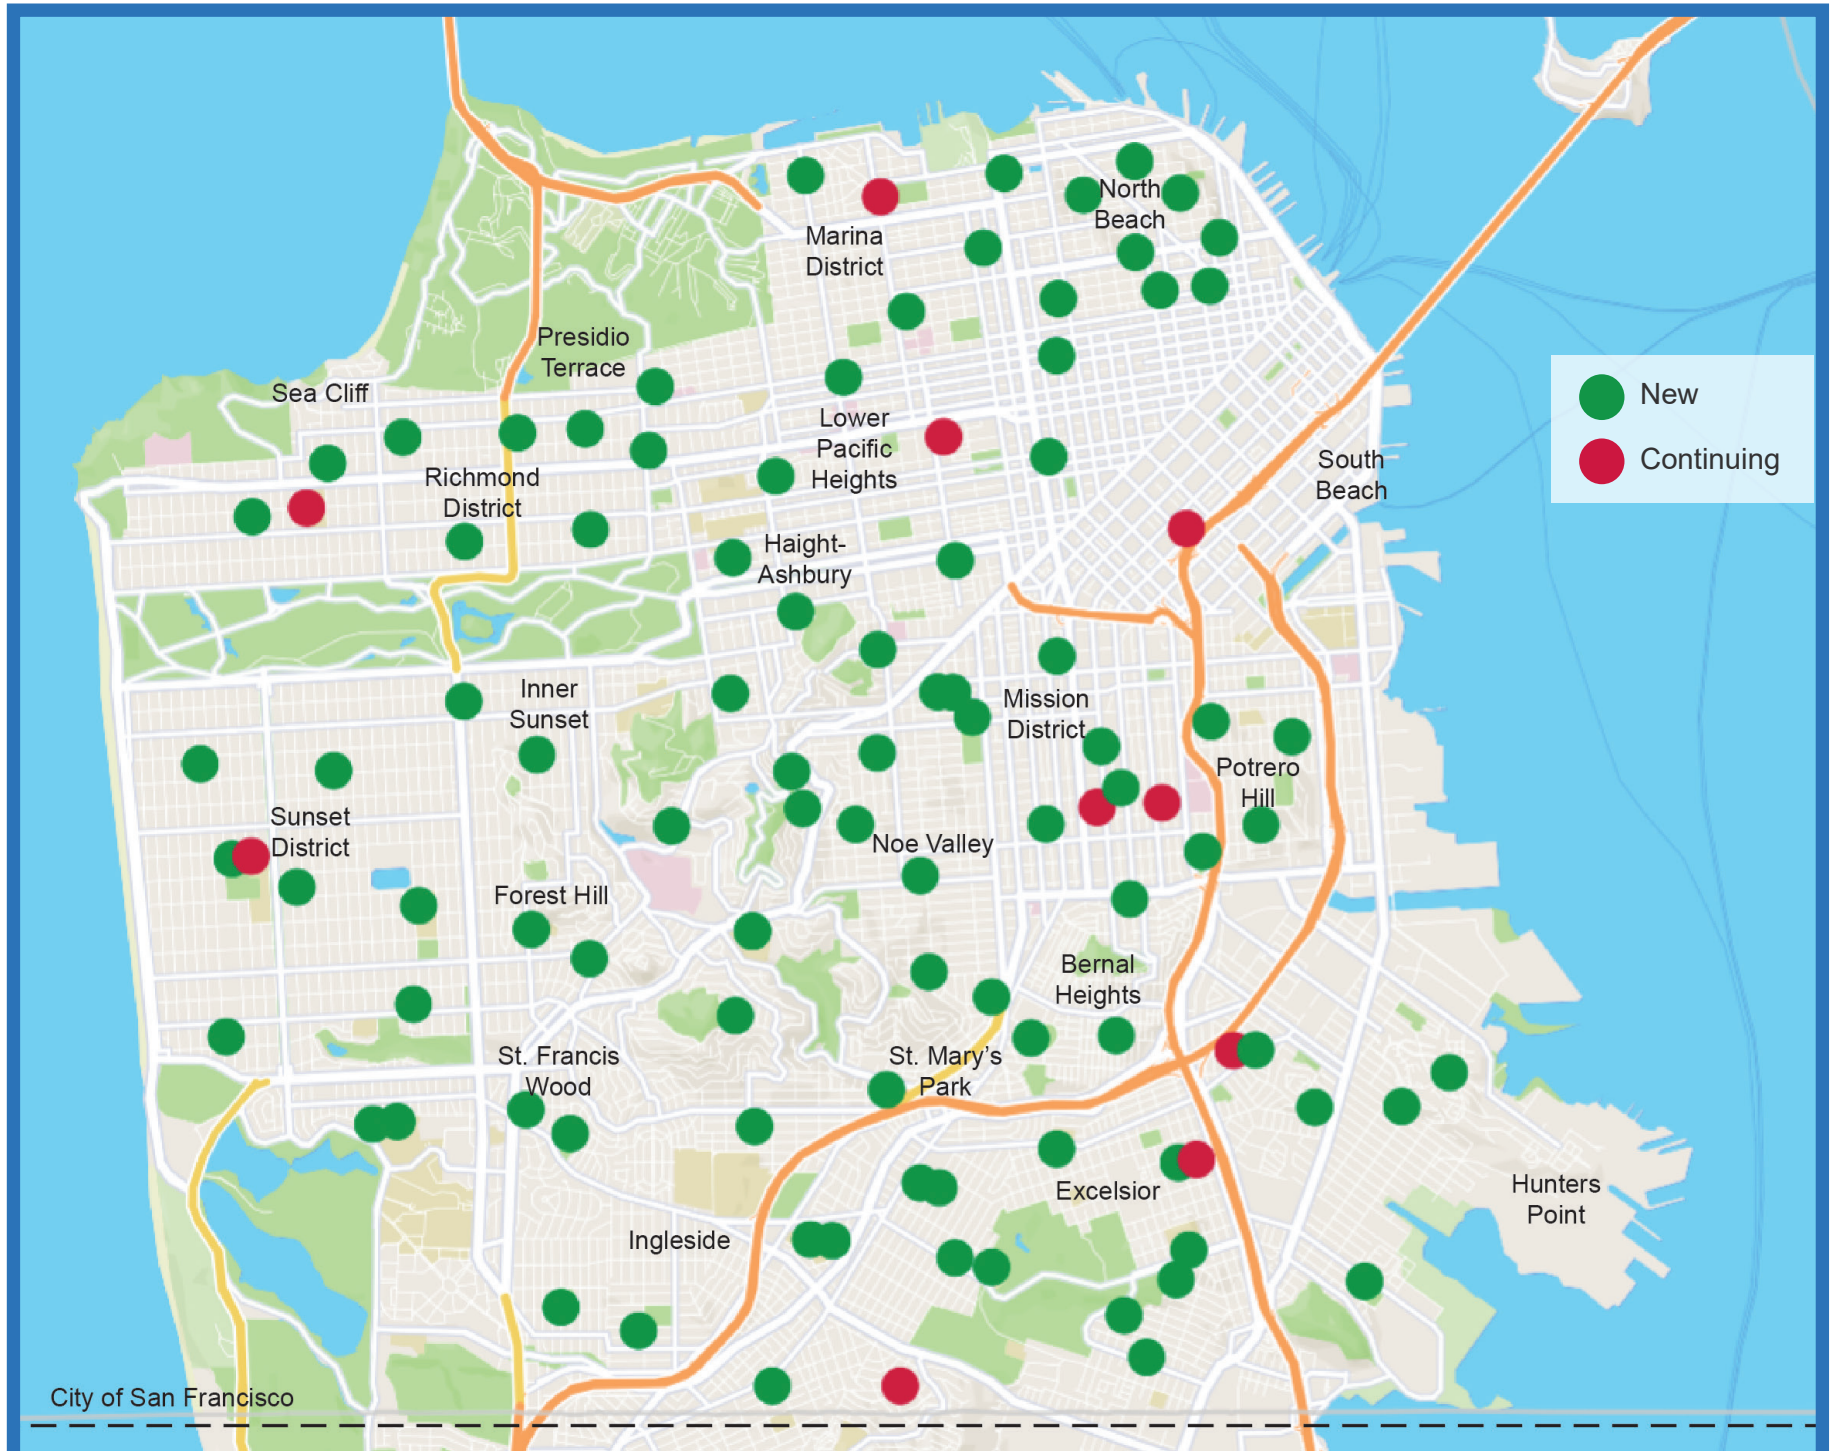 North
Beach
Marina
District
Presidio
Terrace
Sea Cliff
New
Continuing
Lower
Pacific
Heights
South
Beach
Richmond
District
Haight-
Ashbury
Inner
Sunset
Mission
District
Potrero
Hill
Sunset
District
Noe Valley
Forest Hill
Bernal
Heights
St. Francis
Wood
St. Mary's
Park
Excelsior
Hunters
Point
Ingleside
City of San Francisco